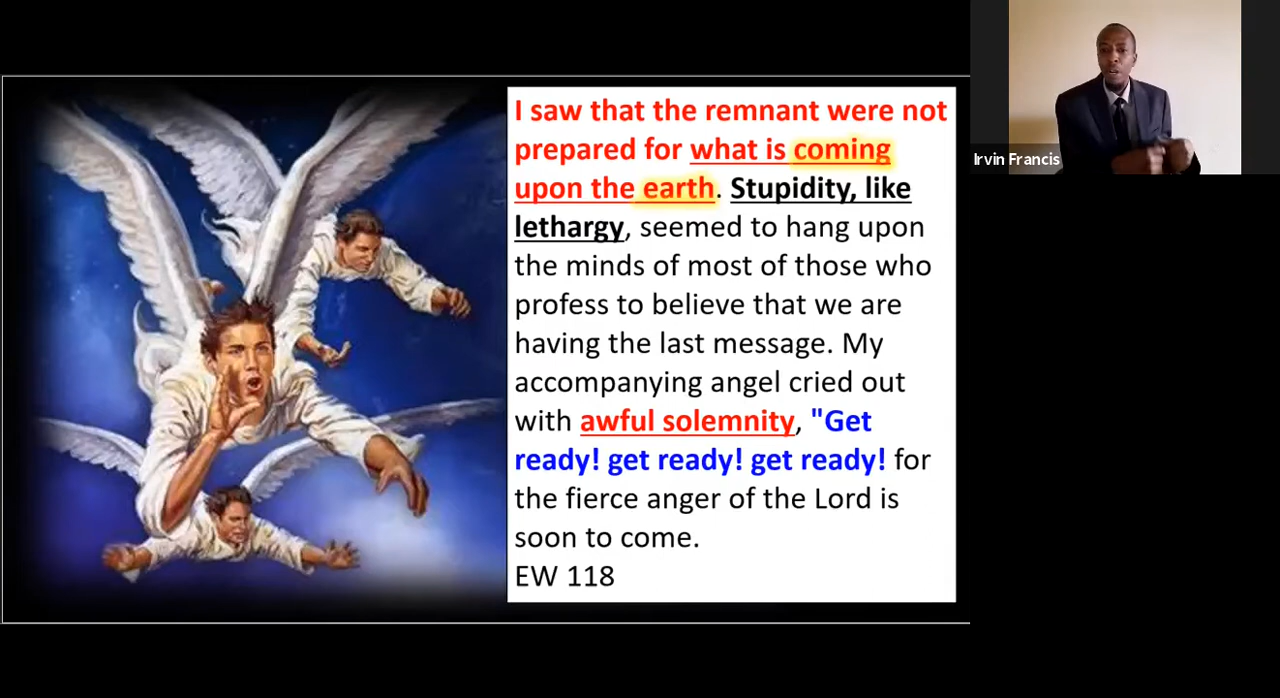 I saw that the remnant were not
prepared for what is coming
upon the earth. Stupidity, like
lethargy, seemed to hang upon
the minds of most of those who
profess to believe that we are
having the last message. My
accompanying angel cried out
with awful solemnity, "Get
ready! get ready! get ready! for
the fierce anger of the Lord is
soon to come.
EW 118
Irvin Francis